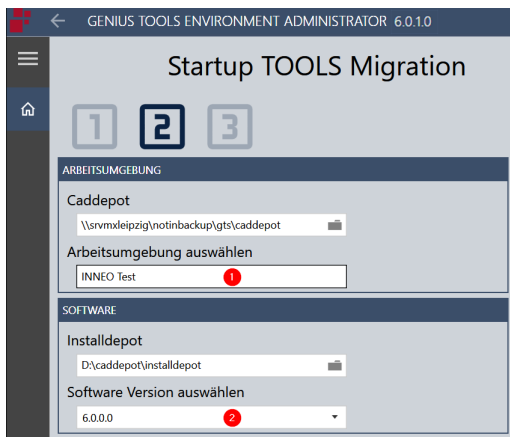 GENIUS TOOLS ENVIRONMENT ADMINISTRATOR 6.0.1.0
Startup TOOLS Migration
1 2 3
ARBEITSUMGEBUNG
Caddepot
\\srvmxleipzig\notinbackup\gts\caddepot
Arbeitsumgebung auswählen
INNEO Test 1
SOFTWARE
Installdepot
D:\caddepot\installdepot
Software Version auswählen
6.0.0.0 2